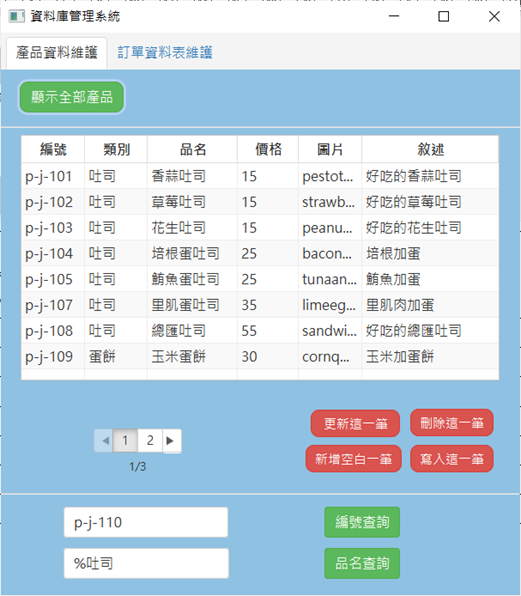 資料庫管理系統
產品資料維護 訂單資料表維護
顯示全部產品
編號 類別 品名 價格 圖片 敘述
p-j-101 吐司 香蒜吐司 15 pestot... 好吃的香蒜吐司
p-j-102 吐司 草莓吐司 15 strawb... 好吃的草莓吐司
p-j-103 吐司 花生吐司 15 peanu... 好吃的花生吐司
p-j-104 吐司 培根蛋吐司 25 bacon... 培根加蛋
p-j-105 吐司 鮪魚蛋吐司 25 tunaan... 鮪魚加蛋
p-j-107 吐司 里肌蛋吐司 35 limeeg... 里肌肉加蛋
p-j-108 吐司 總匯吐司 55 sandwi... 好吃的總匯吐司
p-j-109 蛋餅 玉米蛋餅 30 cornq... 玉米加蛋餅
1 2
1/3
更新這一筆 刪除這一筆
新增空白一筆 寫入這一筆
p-j-110 編號查詢
%吐司 品名查詢